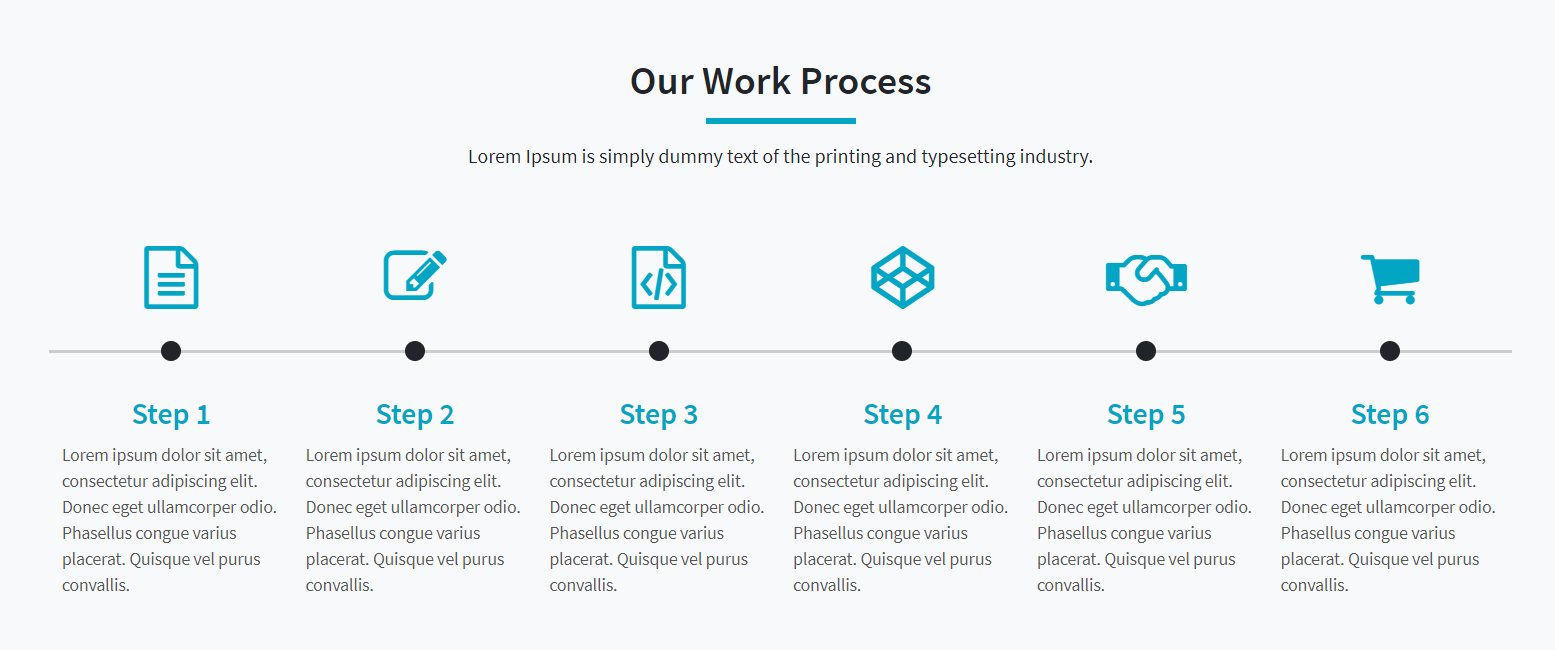 Our Work Process
Lorem Ipsum is simply dummy text of the printing and typesetting industry.
Step 1
Lorem ipsum dolor sit amet,
consectetur adipiscing elit.
Donec eget ullamcorper odio.
Phasellus congue varius
placerat. Quisque vel purus
convallis.
Step 2
Lorem ipsum dolor sit amet,
consectetur adipiscing elit.
Donec eget ullamcorper odio.
Phasellus congue varius
placerat. Quisque vel purus
convallis.
Step 3
Lorem ipsum dolor sit amet,
consectetur adipiscing elit.
Donec eget ullamcorper odio.
Phasellus congue varius
placerat. Quisque vel purus
convallis.
Step 4
Lorem ipsum dolor sit amet,
consectetur adipiscing elit.
Donec eget ullamcorper odio.
Phasellus congue varius
placerat. Quisque vel purus
convallis.
Step 5
Lorem ipsum dolor sit amet,
consectetur adipiscing elit.
Donec eget ullamcorper odio.
Phasellus congue varius
placerat. Quisque vel purus
convallis.
Step 6
Lorem ipsum dolor sit amet,
consectetur adipiscing elit.
Donec eget ullamcorper odio.
Phasellus congue varius
placerat. Quisque vel purus
convallis.